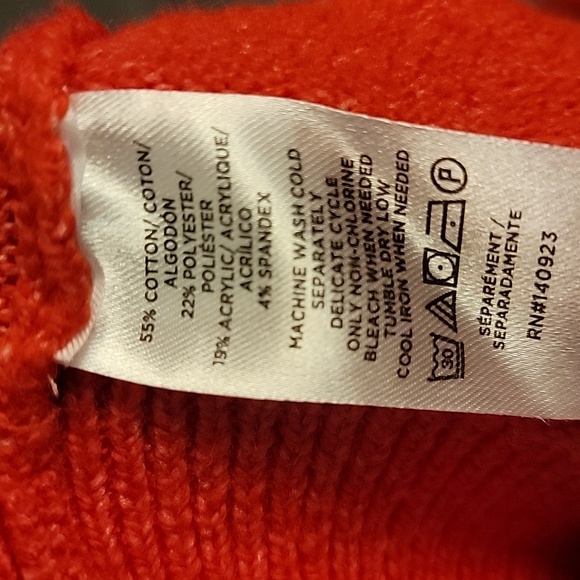 55% COTTON/ COTON/
ALGODÓN
22% POLYESTER/
POLIÉSTER
19% ACRYLIC/ ACRYLIQUE/
ACRÍLICO
4% SPANDEX
MACHINE WASH COLD
SEPARATELY
DELICATE CYCLE
ONLY NON-CHLORINE
BLEACH WHEN NEEDED
TUMBLE DRY LOW
COOL IRON WHEN NEEDED
30 P
SÉPARÉMENT/
SEPARADAMENTE
RN#140923